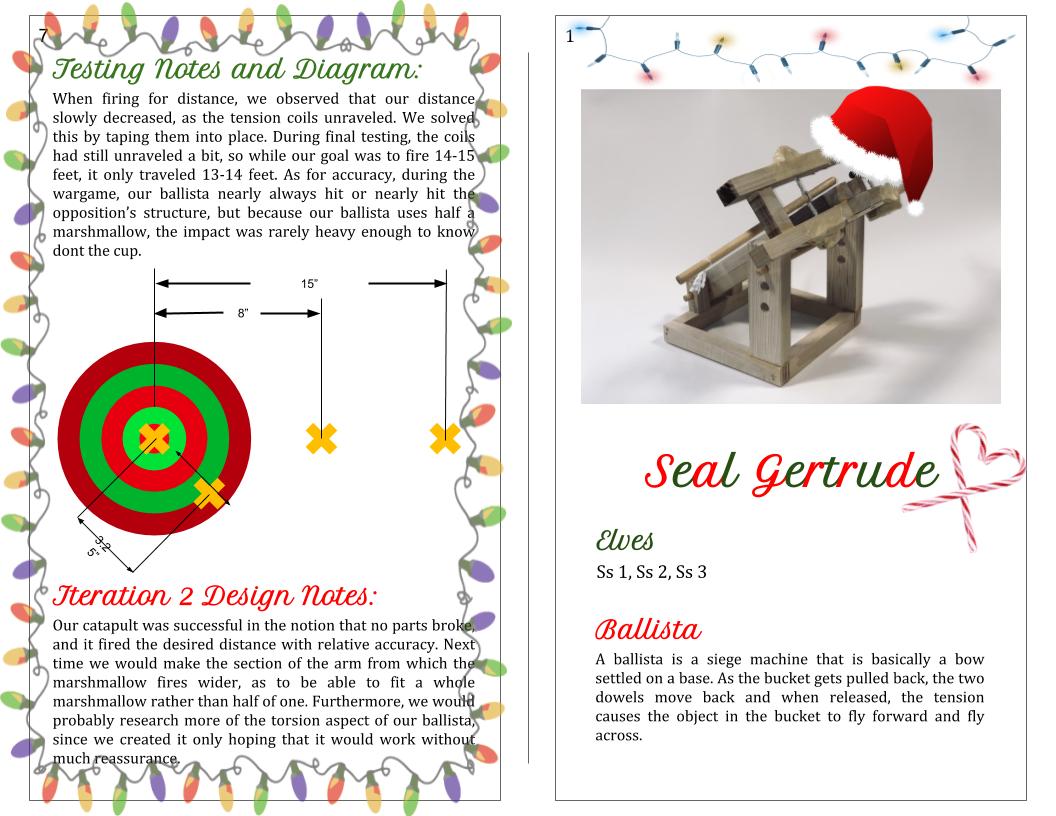 7
Testing Notes and Diagram:
When firing for distance, we observed that our distance
slowly decreased, as the tension coils unraveled. We solved
this by taping them into place. During final testing, the coils
had still unraveled a bit, so while our goal was to fire 14-15
feet, it only traveled 13-14 feet. As for accuracy, during the
wargame, our ballista nearly always hit or nearly hit the
opposition’s structure, but because our ballista uses half a
marshmallow, the impact was rarely heavy enough to know
dont the cup.
15”
8”
3.2
5”
Iteration 2 Design Notes:
Our catapult was successful in the notion that no parts broke,
and it fired the desired distance with relative accuracy. Next
time we would make the section of the arm from which the
marshmallow fires wider, as to be able to fit a whole
marshmallow rather than half of one. Furthermore, we would
probably research more of the torsion aspect of our ballista,
since we created it only hoping that it would work without
much reassurance.
1
Seal Gertrude
Elves
Ss 1, Ss 2, Ss 3
Ballista
A ballista is a siege machine that is basically a bow
settled on a base. As the bucket gets pulled back, the two
dowels move back and when released, the tension
causes the object in the bucket to fly forward and fly
across.